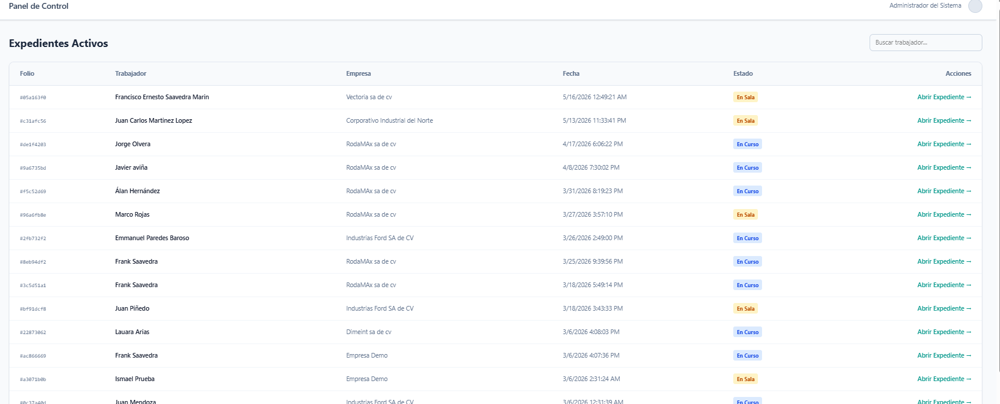 Panel de Control
Administrador del Sistema
Expedientes Activos
Buscar trabajador...
Folio Trabajador Empresa Fecha Estado Acciones
#05a163f0 Francisco Ernesto Saavedra Marin Vectoria sa de cv 5/16/2026 12:49:21 AM En Sala Abrir Expediente →
#c31afc56 Juan Carlos Martinez Lopez Corporativo Industrial del Norte 5/13/2026 11:33:41 PM En Sala Abrir Expediente →
#de1f4203 Jorge Olvera RodaMAx sa de cv 4/17/2026 6:06:22 PM En Curso Abrir Expediente →
#9a6735bd Javier aviña RodaMAx sa de cv 4/8/2026 7:30:02 PM En Curso Abrir Expediente →
#f5c52d69 Álan Hernández RodaMAx sa de cv 3/31/2026 8:19:23 PM En Curso Abrir Expediente →
#96a6fb8e Marco Rojas RodaMAx sa de cv 3/27/2026 3:57:10 PM En Sala Abrir Expediente →
#2fb732f2 Emmanuel Paredes Baroso Industrias Ford SA de CV 3/26/2026 2:49:00 PM En Curso Abrir Expediente →
#8eb94df2 Frank Saavedra RodaMAx sa de cv 3/25/2026 9:39:56 PM En Curso Abrir Expediente →
#3c5d51a1 Frank Saavedra RodaMAx sa de cv 3/18/2026 5:49:14 PM En Curso Abrir Expediente →
#bf91dcf8 Juan Piñedo Industrias Ford SA de CV 3/18/2026 3:43:33 PM En Sala Abrir Expediente →
#22873062 Lauara Arias Dimeint sa de cv 3/6/2026 4:08:03 PM En Curso Abrir Expediente →
#ac866669 Frank Saavedra Empresa Demo 3/6/2026 4:07:36 PM En Curso Abrir Expediente →
#a3071b0b Ismael Prueba Empresa Demo 3/6/2026 2:31:24 AM En Sala Abrir Expediente →
#0c37a40d Juan Mendoza Industrias Ford SA de CV 3/6/2026 12:31:39 AM En Curso Abrir Expediente →